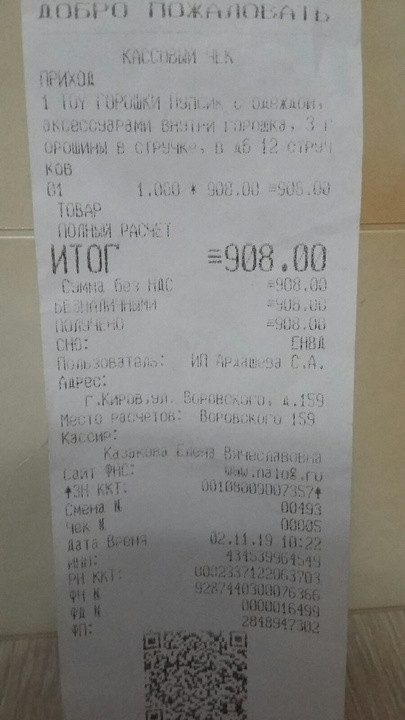 ДОБРО ПОЖАЛОВАТЬ
КАССОВЫЙ ЧЕК
ПРИХОД
1 TOY ГОРОШКИ ПУПСИК С ОДЕЖДОЙ,
АКСЕССУАРАМИ ВНУТРИ ГОРОШКА, 3 Г
ОРОШИНЫ В СТРУЧКЕ, В ДБ 12 СТРУЧ
КОВ
01 1.000 * 908.00 =908.00
ТОВАР
ПОЛНЫЙ РАСЧЕТ
ИТОГ =908.00
Сумма без НДС =908.00
БЕЗНАЛИЧНЫМИ =908.00
ПОЛУЧЕНО =908.00
СНО: ЕНВД
Пользователь: ИП Ардашева С.А.
Адрес:
г.Киров,ул. Воровского, д.159
Место расчетов: Воровского 159
Кассир:
Казакова Елена Вячеславовна
Сайт ФНС: www.nalog.ru
ЗН ККТ: 00108009007357
Смена N 00493
Чек N 00005
Дата Время 02.11.19 10:22
ИНН: 434539964549
РН ККТ: 0002337122063703
ФН N 9287440300076366
ФД N 0000016499
ФП: 2848947302